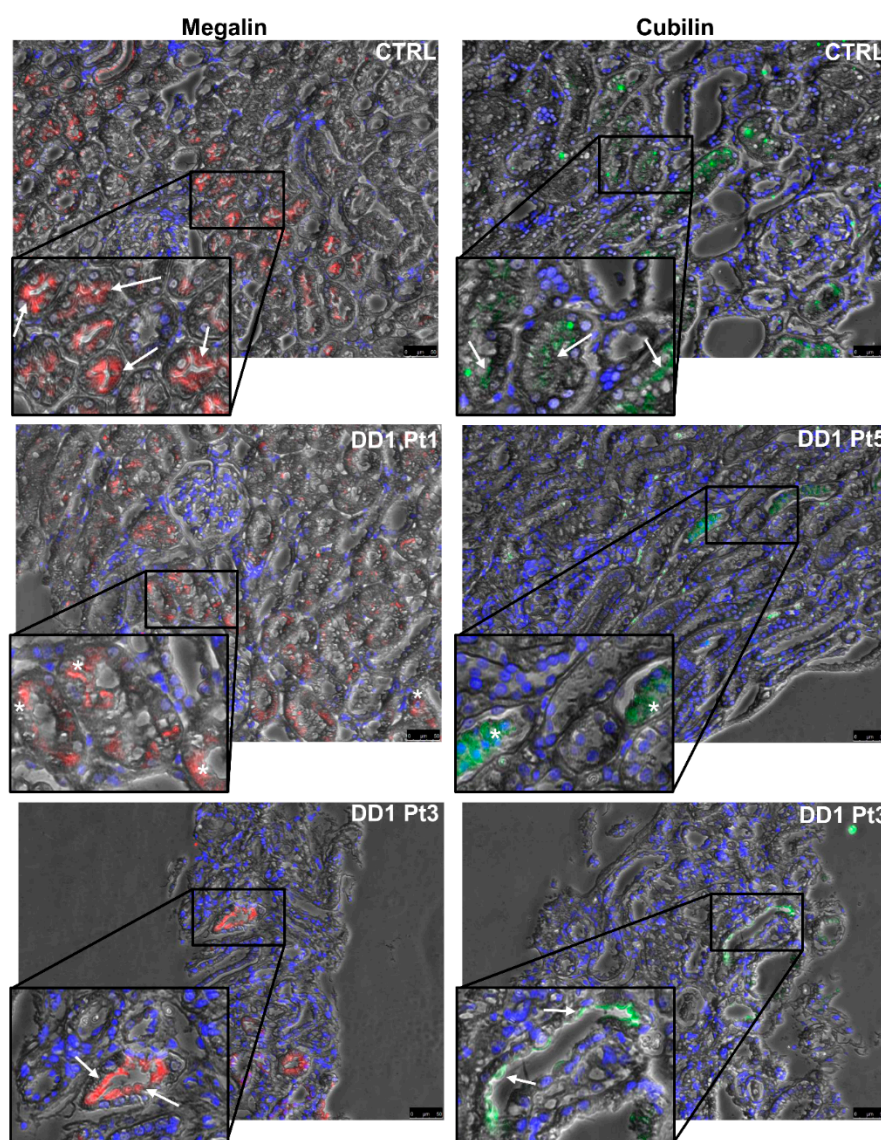 Megalin
Cubilin
CTRL
CTRL
DD1 Pt1
DD1 Pt5
DD1 Pt3
DD1 Pt3